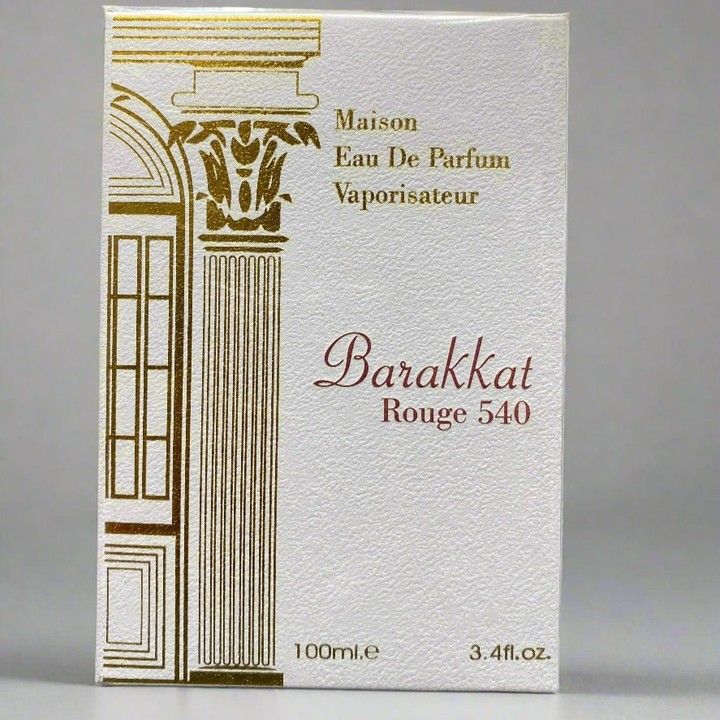 Maison
Eau De Parfum
Vaporisateur
Barakkat
Rouge 540
100ml.e 3.4fl.oz.